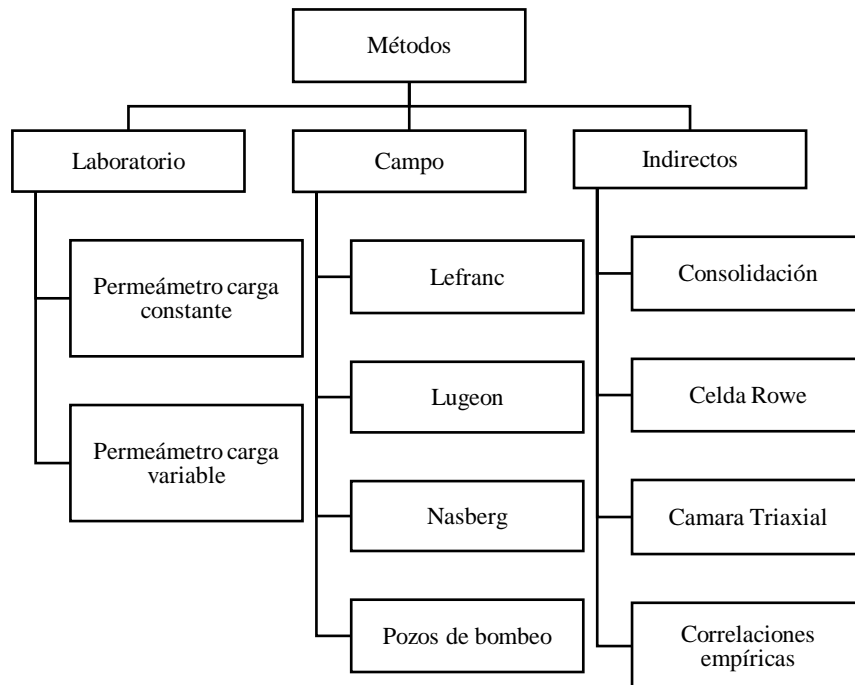 Métodos
Laboratorio
Permeámetro carga
constante
Permeámetro carga
variable
Campo
Lefranc
Lugeon
Nasberg
Pozos de bombeo
Indirectos
Consolidación
Celda Rowe
Camara Triaxial
Correlaciones
empíricas